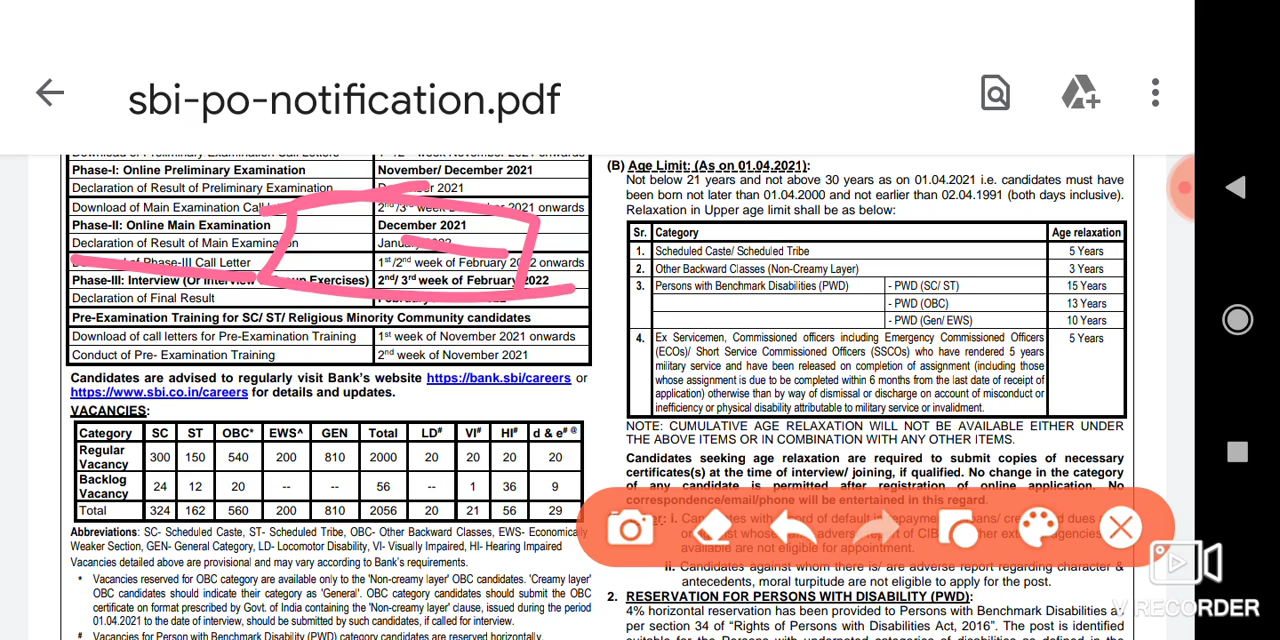 sbi-po-notification.pdf
Phase-I: Online Preliminary Examination November/ December 2021
Declaration of Result of Preliminary Examination 2021
Download of Main Examination 2nd/3rd week 2021 onwards
Phase-II: Online Main Examination December 2021
Declaration of Result of Main Examination
of Phase-III Call Letter 1st/2nd week of February onwards
Phase-III: Interview Exercises) 2nd/ 3rd week of February 2022
Declaration of Final Result
Pre-Examination Training for SC/ ST/ Religious Minority Community candidates
Download of call letters for Pre-Examination Training 1st week of November 2021 onwards
Conduct of Pre- Examination Training 2nd week of November 2021
Candidates are advised to regularly visit Bank's website https://bank.sbi/careers or
https://www.sbi.co.in/careers for details and updates.
VACANCIES:
Category SC ST OBC* EWS^ GEN Total LD# VI# HI# d & e# @
Regular
Vacancy 300 150 540 200 810 2000 20 20 20 20
Backlog
Vacancy 24 12 20 -- -- 56 -- 1 36 9
Total 324 162 560 200 810 2056 20 21 56 29
Abbreviations: SC- Scheduled Caste, ST- Scheduled Tribe, OBC- Other Backward Classes, EWS- Economically
Weaker Section, GEN- General Category, LD- Locomotor Disability, VI- Visually Impaired, HI- Hearing Impaired
Vacancies detailed above are provisional and may vary according to Bank's requirements.
* Vacancies reserved for OBC category are available only to the 'Non-creamy layer' OBC candidates. 'Creamy layer'
OBC candidates should indicate their category as 'General'. OBC candidates should submit the OBC
certificate on format prescribed by Govt. of India containing the 'Non-creamy layer' clause, issued during the period
01.04.2021 to the date of interview, should be submitted by such candidates, if called for interview.
# Vacancies for Person with Benchmark Disability (PWD) category candidates are reserved horizontally.
(B) Age Limit: (As on 01.04.2021):
Not below 21 years and not above 30 years as on 01.04.2021 i.e. candidates must have
been born not later than 01.04.2000 and not earlier than 02.04.1991 (both days inclusive).
Relaxation in Upper age limit shall be as below:
Sr. Category Age relaxation
1. Scheduled Caste/ Scheduled Tribe 5 Years
2. Other Backward Classes (Non-Creamy Layer) 3 Years
3. Persons with Benchmark Disabilities (PWD) - PWD (SC/ ST) 15 Years
- PWD (OBC) 13 Years
- PWD (Gen/ EWS) 10 Years
4. Ex Servicemen, Commissioned officers including Emergency Commissioned Officers 5 Years
(ECOs)/ Short Service Commissioned Officers (SSCOs) who have rendered 5 years
military service and have been released on completion of assignment (including those
whose assignment is due to be completed within 6 months from the last date of receipt of
application) otherwise than by way of dismissal or discharge on account of misconduct or
inefficiency or physical disability attributable to military service or invalidment.
NOTE: CUMULATIVE AGE RELAXATION WILL NOT BE AVAILABLE EITHER UNDER
THE ABOVE ITEMS OR IN COMBINATION WITH ANY OTHER ITEMS.
Candidates seeking age relaxation are required to submit copies of necessary
certificates(s) at the time of interview/ joining, if qualified. No change in the category
of any candidate is permitted after registration of online application. No
correspondence/email/phone will be entertained in this regard.
i. Candidates with of default
available are not eligible for appointment.
ii. Candidates against whom there is/ are adverse report regarding character &
antecedents, moral turpitude are not eligible to apply for the post.
2. RESERVATION FOR PERSONS WITH DISABILITY (PWD):
4% horizontal reservation has been provided to Persons with Benchmark Disabilities as
per section 34 of "Rights of Persons with Disabilities Act, 2016". The post is identified
V RECORDER